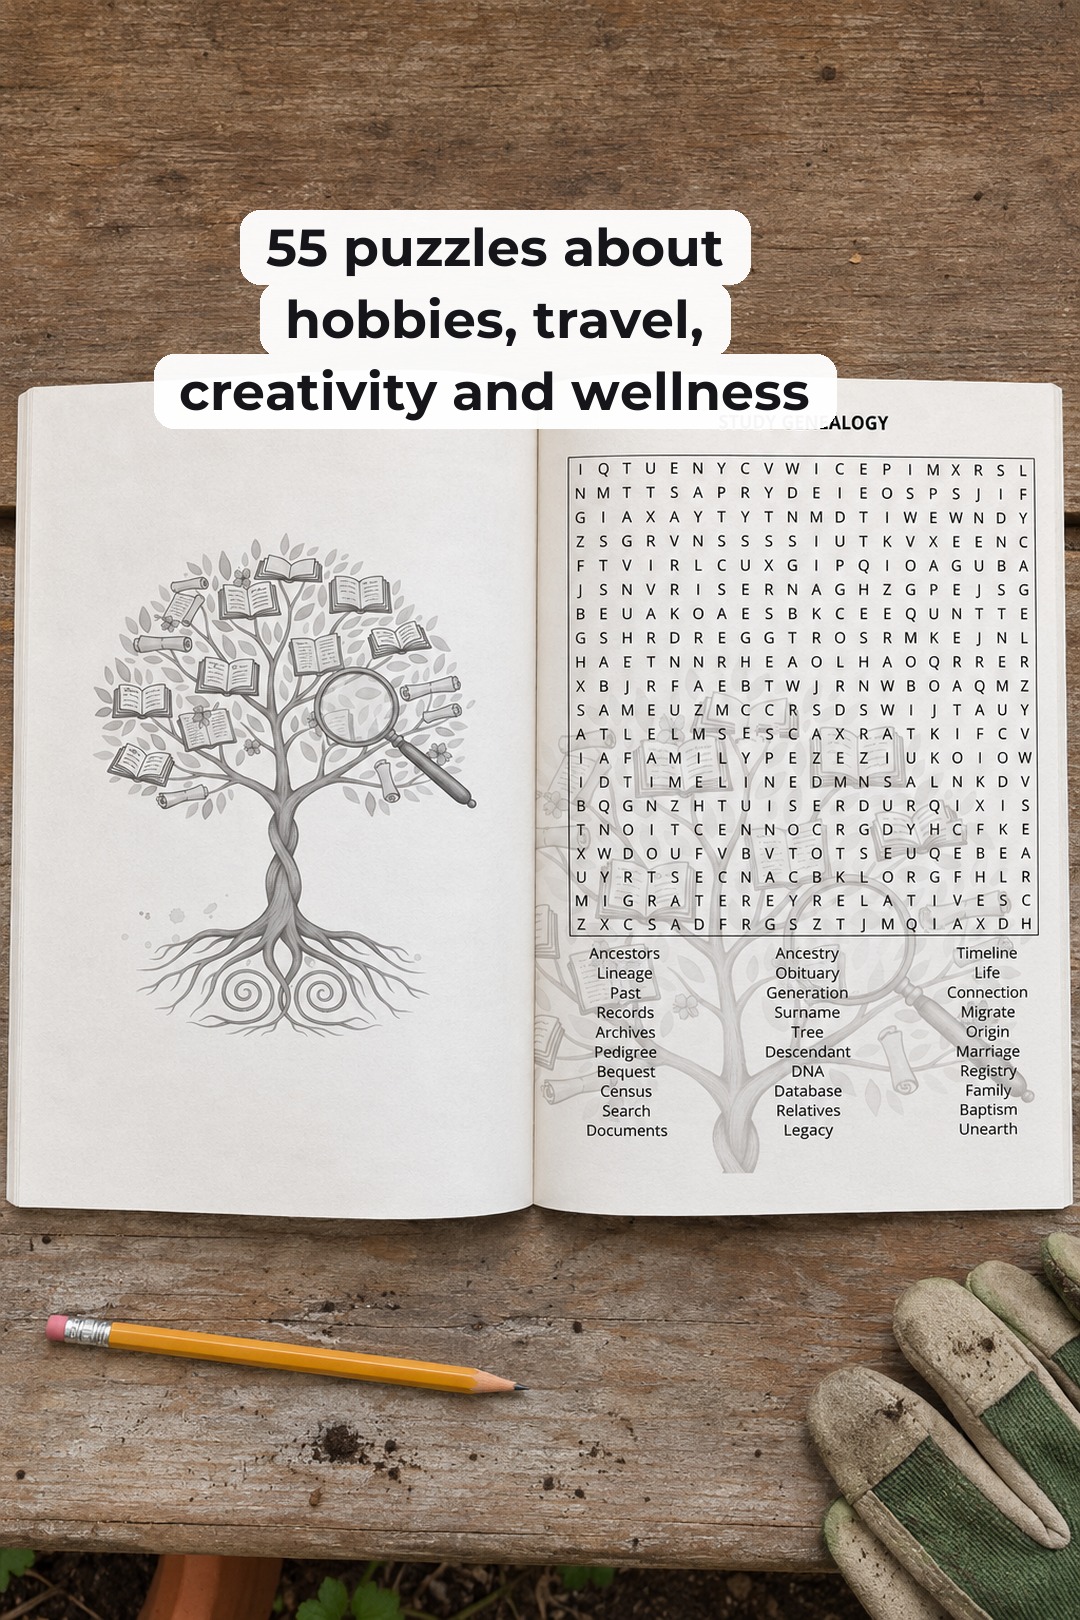 55 puzzles about
hobbies, travel,
creativity and wellness
STUDY GENEALOGY
I Q T U E N Y C V W I C E P I M X R S L
N M T T S A P R Y D E I E O S P S J I F
G I A X A Y T Y T N M D T I W E W N D Y
Z S G R V N S S S S I U T K V X E E N C
F T V I R L C U X G I P Q I O A G U B A
J S N V R I S E R N A G H Z G P E J S G
B E U A K O A E S B K C E E Q U N T T E
G S H R D R E G G T R O S R M K E J N L
H A E T N N R H E A O L H A O Q R R E R
X B J R F A E B T W J R N W B O A Q M Z
S A M E U Z M C C R S D S W I J T A U Y
A T L E L M S E S C A X R A T K I F C V
I A F A M I L Y P E Z E Z I U K O I O W
I D T I M E L I N E D M N S A L N K D V
B Q G N Z H T U I S E R D U R Q I X I S
T N O I T C E N N O C R G D Y H C F K E
X W D O U F V B V T O T S E U Q E B E A
U Y R T S E C N A C B K L O R G F H L R
M I G R A T E R E Y R E L A T I V E S C
Z X C S A D F R G S Z T J M Q I A X D H
Ancestors Ancestry Timeline
Lineage Obituary Life
Past Generation Connection
Records Surname Migrate
Archives Tree Origin
Pedigree Descendant Marriage
Bequest DNA Registry
Census Database Family
Search Relatives Baptism
Documents Legacy Unearth